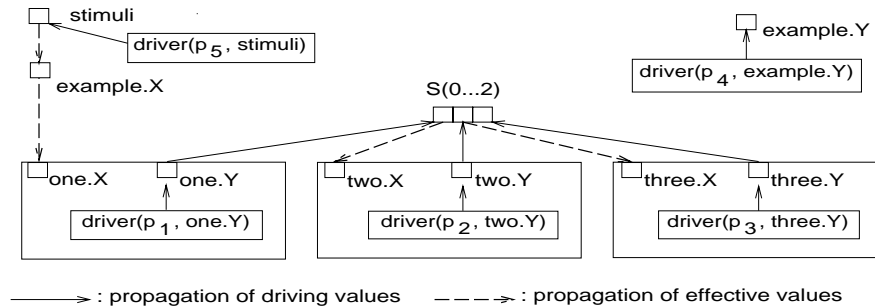 stimuli
driver(p5, stimuli)
example.X
S(0...2)
example.Y
driver(p4, example.Y)
one.X
one.Y
driver(p1, one.Y)
two.X
two.Y
driver(p2, two.Y)
three.X
three.Y
driver(p3, three.Y)
: propagation of driving values
: propagation of effective values